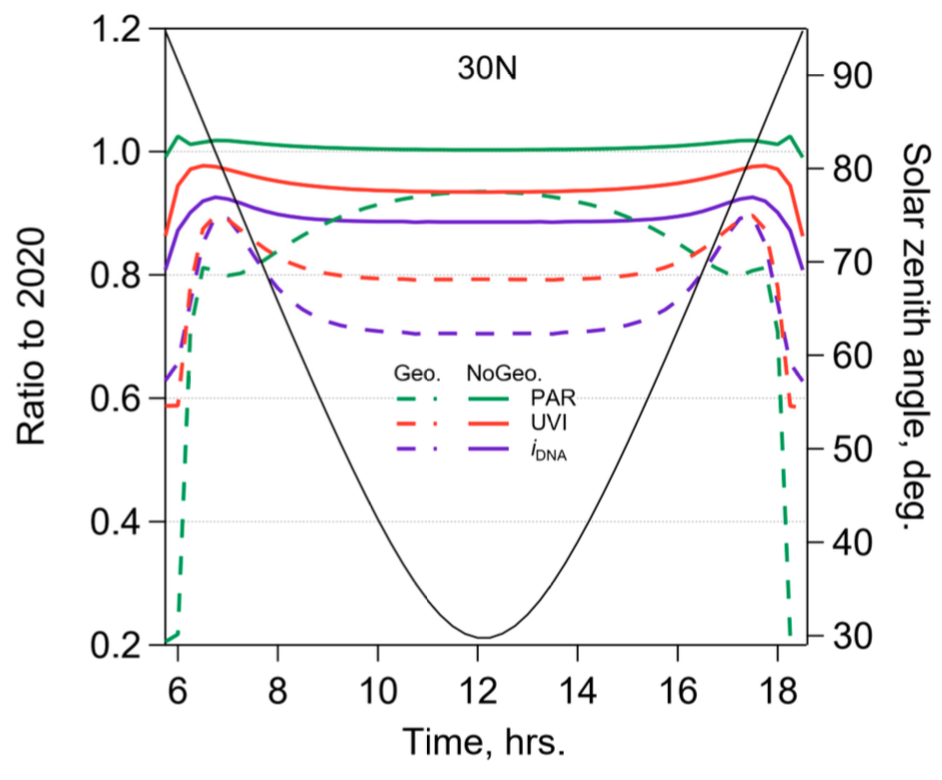 30N
Ratio to 2020
1.2
1.0
0.8
0.6
0.4
0.2
Geo. NoGeo.
PAR
UVI
iDNA
90
80
70
60
50
40
30
Solar zenith angle, deg.
6 8 10 12 14 16 18
Time, hrs.